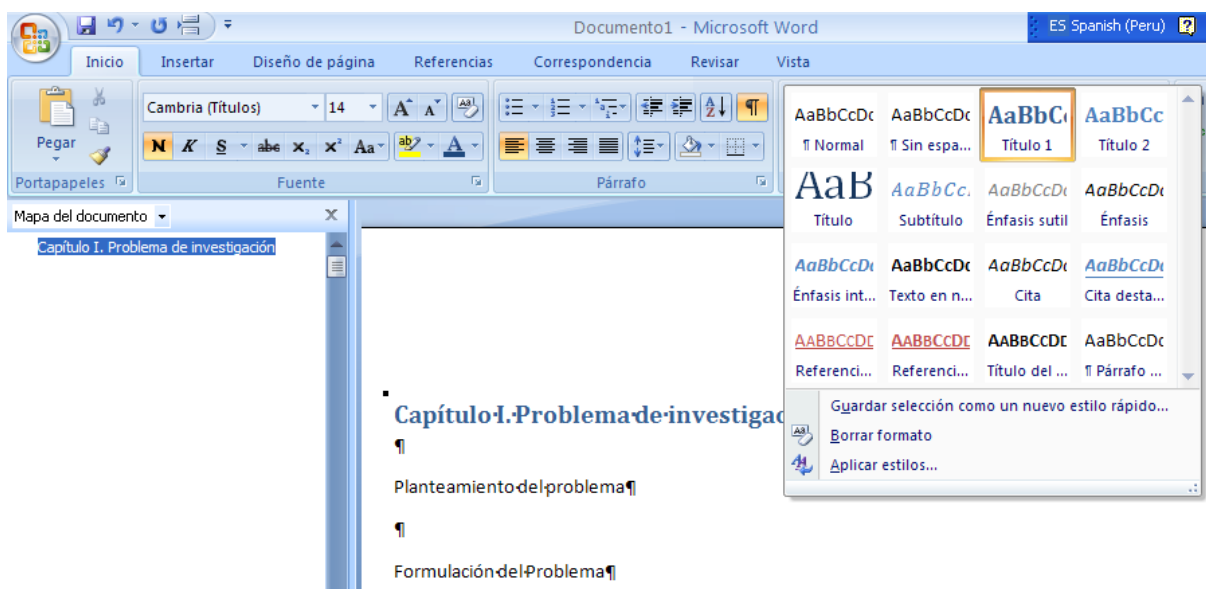 Documento1 - Microsoft Word
ES Spanish (Peru)
Inicio Insertar Diseño de página Referencias Correspondencia Revisar Vista
Pegar
Cambria (Títulos) 14
N K S abc x₂ x² Aa
Portapapeles Fuente Párrafo
AaBbCcDc AaBbCcDc AaBbC AaBbCc
¶ Normal ¶ Sin espa... Título 1 Título 2
AaB AaBbCc. AaBbCcDc AaBbCcDc
Título Subtítulo Énfasis sutil Énfasis
AaBbCcDc AaBbCcDc AaBbCcDc AaBbCcDc
Énfasis int... Texto en n... Cita Cita desta...
AaBbCcDc AaBbCcDc AaBbCcDc AaBbCcDc
Referenci... Referenci... Título del ... ¶ Párrafo ...
Guardar selección como un nuevo estilo rápido...
Borrar formato
Aplicar estilos...
Mapa del documento
Capítulo I. Problema de investigación
Capítulo·I.·Problema·de·investigac
¶
Planteamiento·del·problema¶
¶
Formulación·del·Problema¶